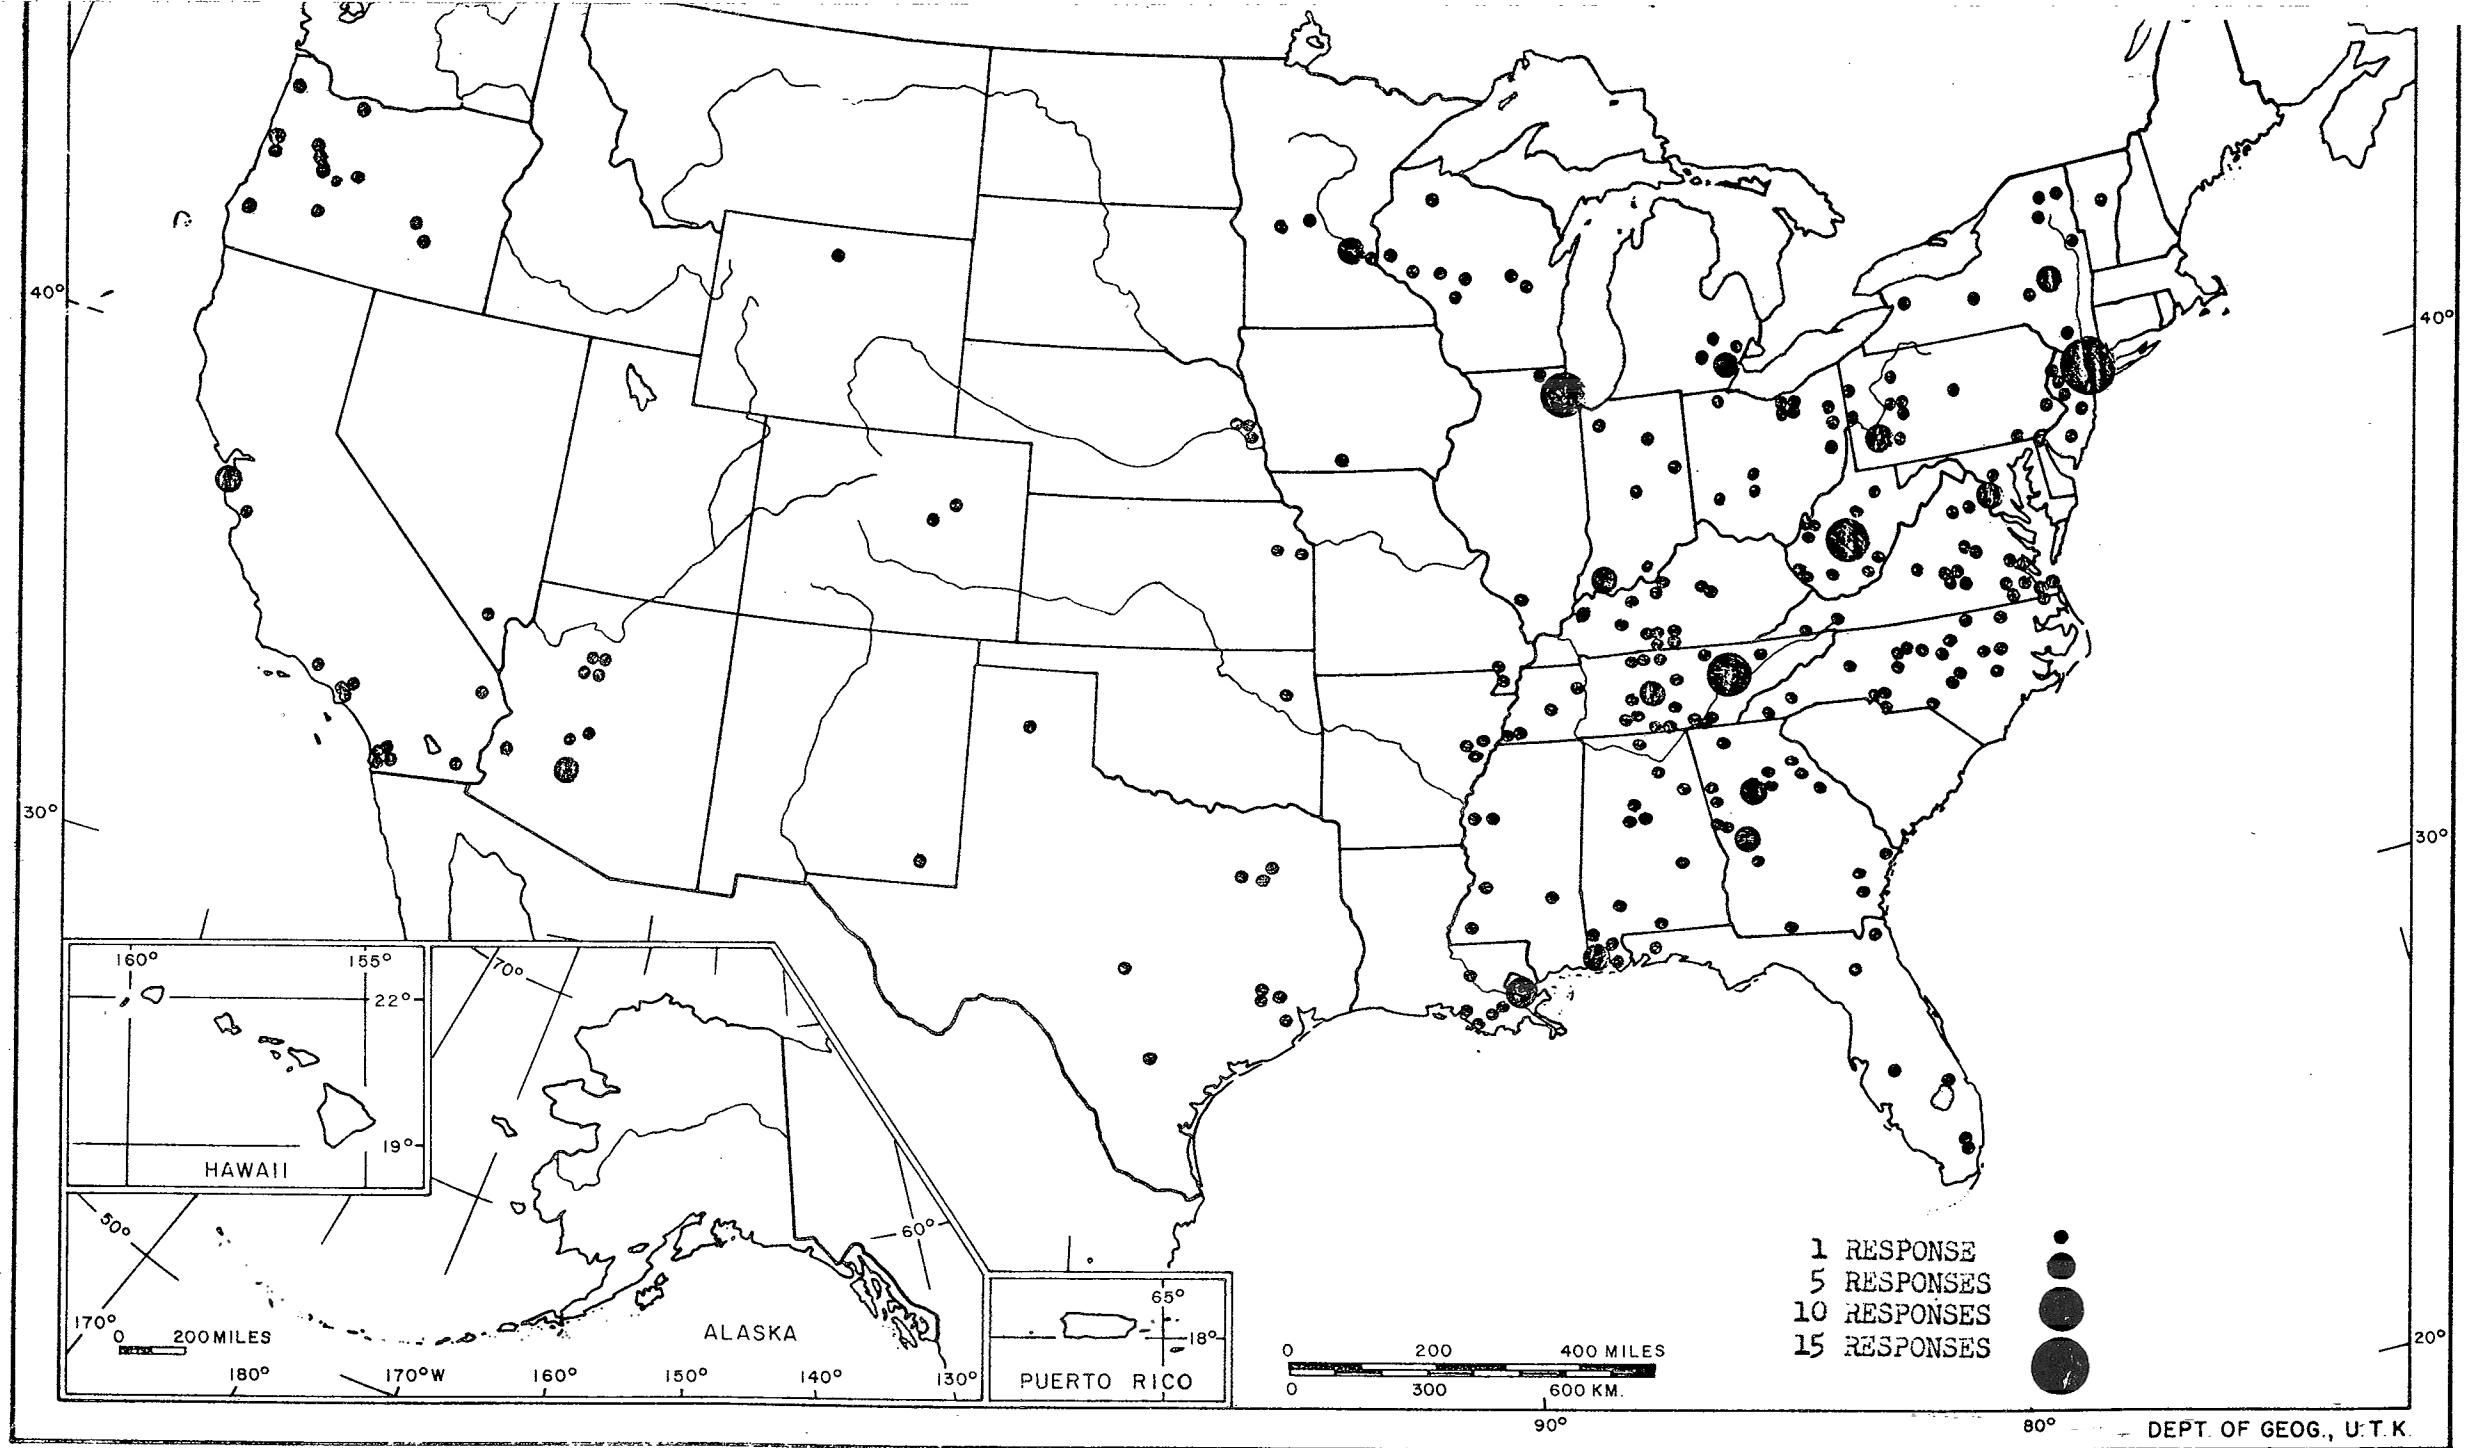 40°
40°
30°
30°
160°
155°
22°
19°
HAWAII
70°
50°
60°
170°
0 200 MILES
ALASKA
180°
170°W
160°
150°
140°
130°
65°
18°
PUERTO RICO
1 RESPONSE
5 RESPONSES
10 RESPONSES
15 RESPONSES
0 200 400 MILES
0 300 600 KM.
20°
90°
80°
DEPT. OF GEOG., U.T.K.